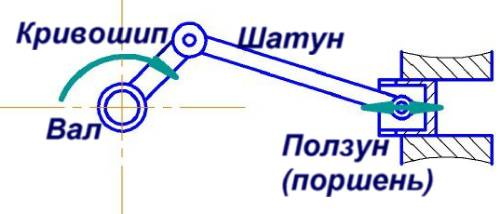 Кривошип
Шатун
Вал
Ползун
(поршень)